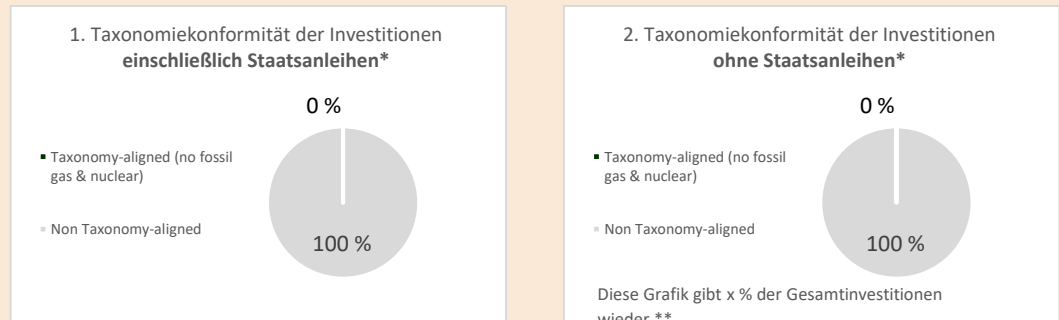 1. Taxonomiekonformität der Investitionen
einschließlich Staatsanleihen*
0 %
Taxonomy-aligned (no fossil
gas & nuclear)
Non Taxonomy-aligned
100 %
2. Taxonomiekonformität der Investitionen
ohne Staatsanleihen*
0 %
Taxonomy-aligned (no fossil
gas & nuclear)
Non Taxonomy-aligned
100 %
Diese Grafik gibt x % der Gesamtinvestitionen
wieder.**